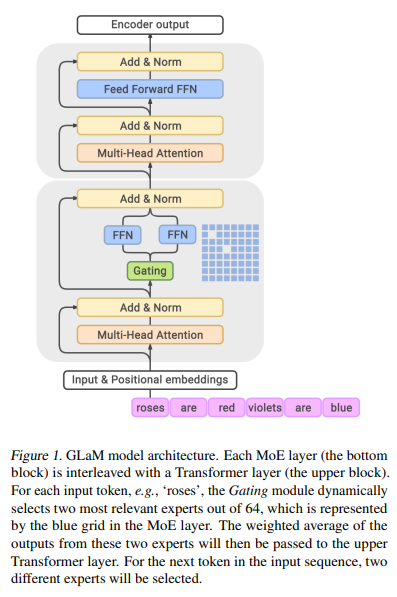 Encoder output
Add & Norm
Feed Forward FFN
Add & Norm
Multi-Head Attention
Add & Norm
FFN FFN
Gating
Add & Norm
Multi-Head Attention
Input & Positional embeddings
roses are red violets are blue
Figure 1. GLaM model architecture. Each MoE layer (the bottom
block) is interleaved with a Transformer layer (the upper block).
For each input token, e.g., ‘roses’, the Gating module dynamically
selects two most relevant experts out of 64, which is represented
by the blue grid in the MoE layer. The weighted average of the
outputs from these two experts will then be passed to the upper
Transformer layer. For the next token in the input sequence, two
different experts will be selected.